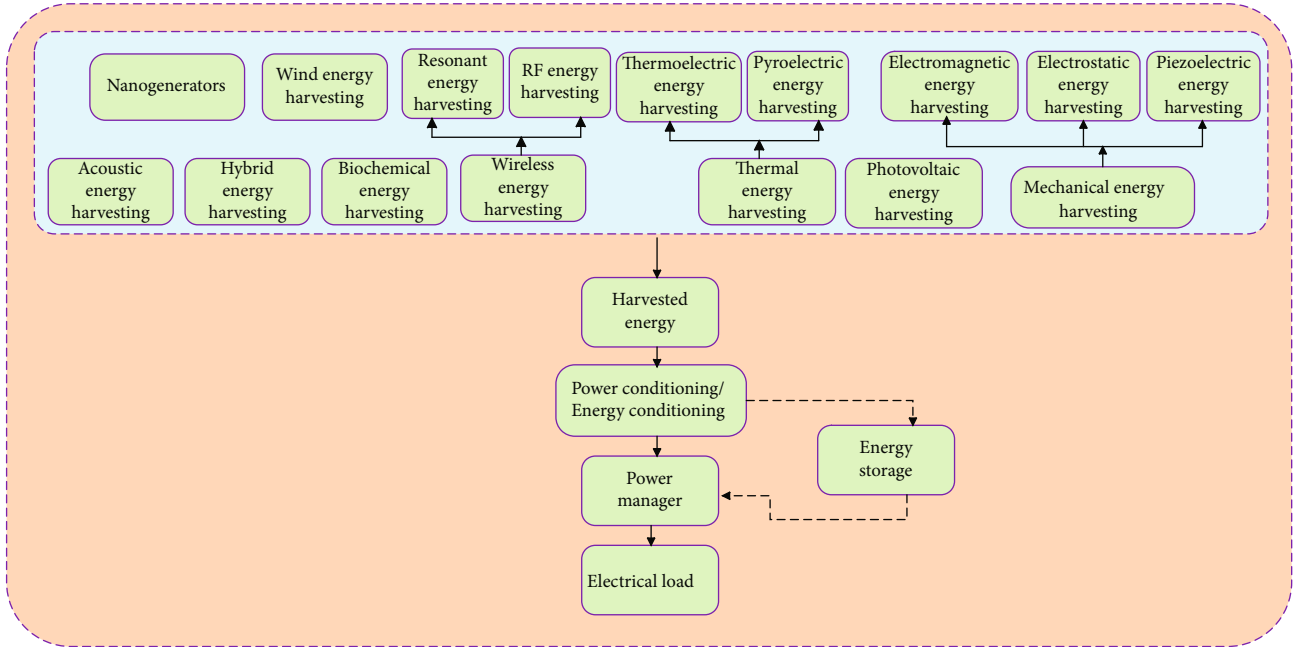 Nanogenerators
Wind energy
harvesting
Resonant
energy
harvesting
RF energy
harvesting
Thermoelectric
energy
harvesting
Pyroelectric
energy
harvesting
Electromagnetic
energy
harvesting
Electrostatic
energy
harvesting
Piezoelectric
energy
harvesting
Acoustic
energy
harvesting
Hybrid
energy
harvesting
Biochemical
energy
harvesting
Wireless
energy
harvesting
Thermal
energy
harvesting
Photovoltaic
energy
harvesting
Mechanical energy
harvesting
Harvested
energy
Power conditioning/
Energy conditioning
Energy
storage
Power
manager
Electrical load